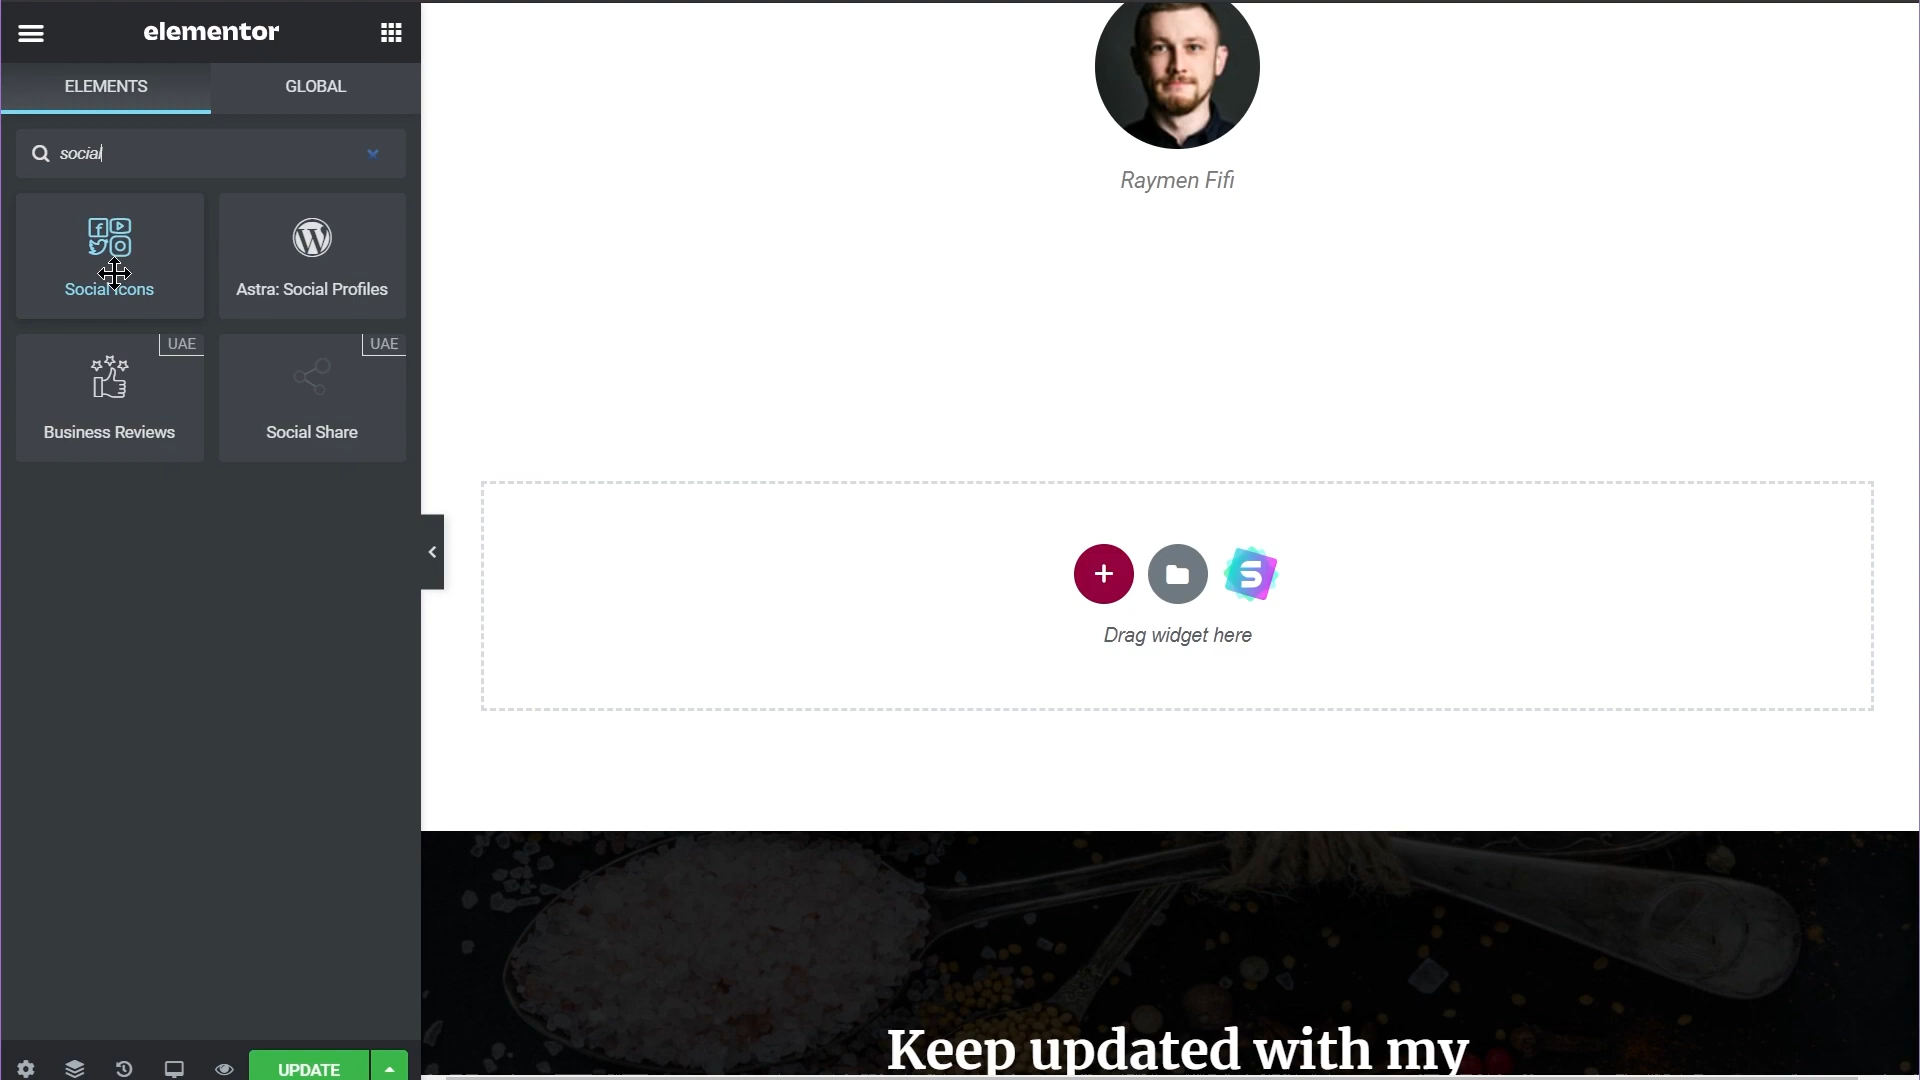 elementor
ELEMENTS
GLOBAL
social
Social Icons
Astra: Social Profiles
UAE
UAE
Business Reviews
Social Share
UPDATE
Raymen Fifi
Drag widget here
Keep updated with my